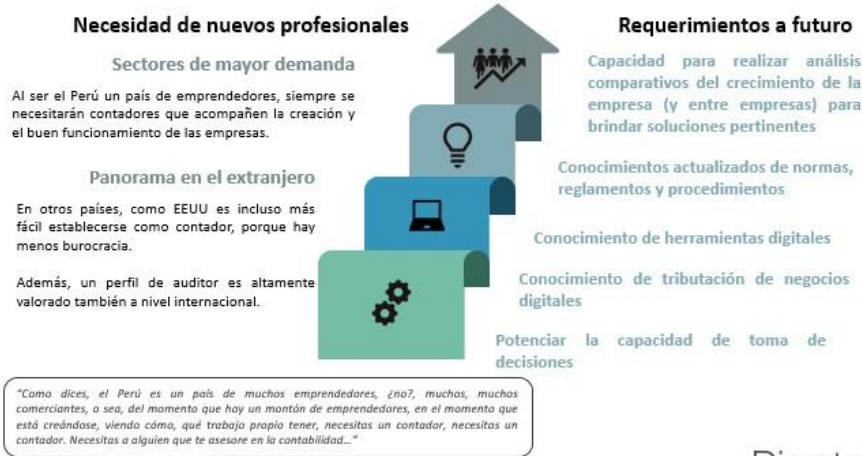 Necesidad de nuevos profesionales
Sectores de mayor demanda
Al ser el Perú un país de emprendedores, siempre se
necesitarán contadores que acompañen la creación y
el buen funcionamiento de las empresas.
Panorama en el extranjero
En otros países, como EEUU es incluso más
fácil establecerse como contador, porque hay
menos burocracia.
Además, un perfil de auditor es altamente
valorado también a nivel internacional.
Requerimientos a futuro
Capacidad para realizar análisis
comparativos del crecimiento de la
empresa (y entre empresas) para
brindar soluciones pertinentes
Conocimientos actualizados de normas,
reglamentos y procedimientos
Conocimiento de herramientas digitales
Conocimiento de tributación de negocios
digitales
Potenciar la capacidad de toma de
decisiones
"Como dices, el Perú es un país de muchos emprendedores, ¿no?, muchos, muchos
comerciantes, o sea, del momento que hay un montón de emprendedores, en el momento que
está creándose, viendo cómo, qué trabajo propio tener, necesitas un contador, necesitas un
contador. Necesitas a alguien que te asesore en la contabilidad…"